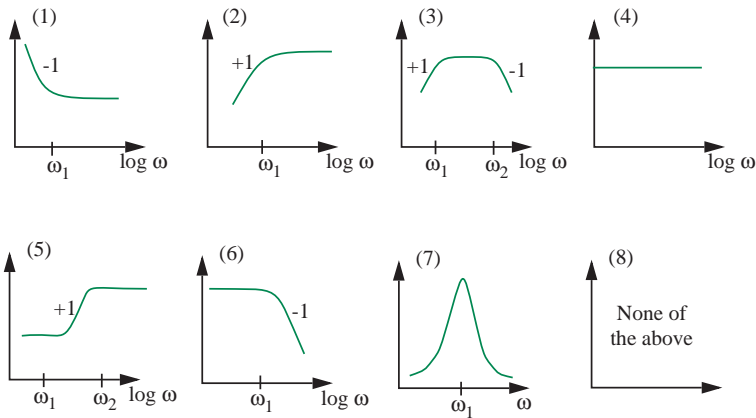 (1)
-1
ω1
log ω
(2)
+1
ω1
log ω
(3)
+1
-1
ω1
ω2
log ω
(4)
log ω
(5)
+1
ω1
ω2
log ω
(6)
-1
ω1
log ω
(7)
ω1
ω
(8)
None of
the above